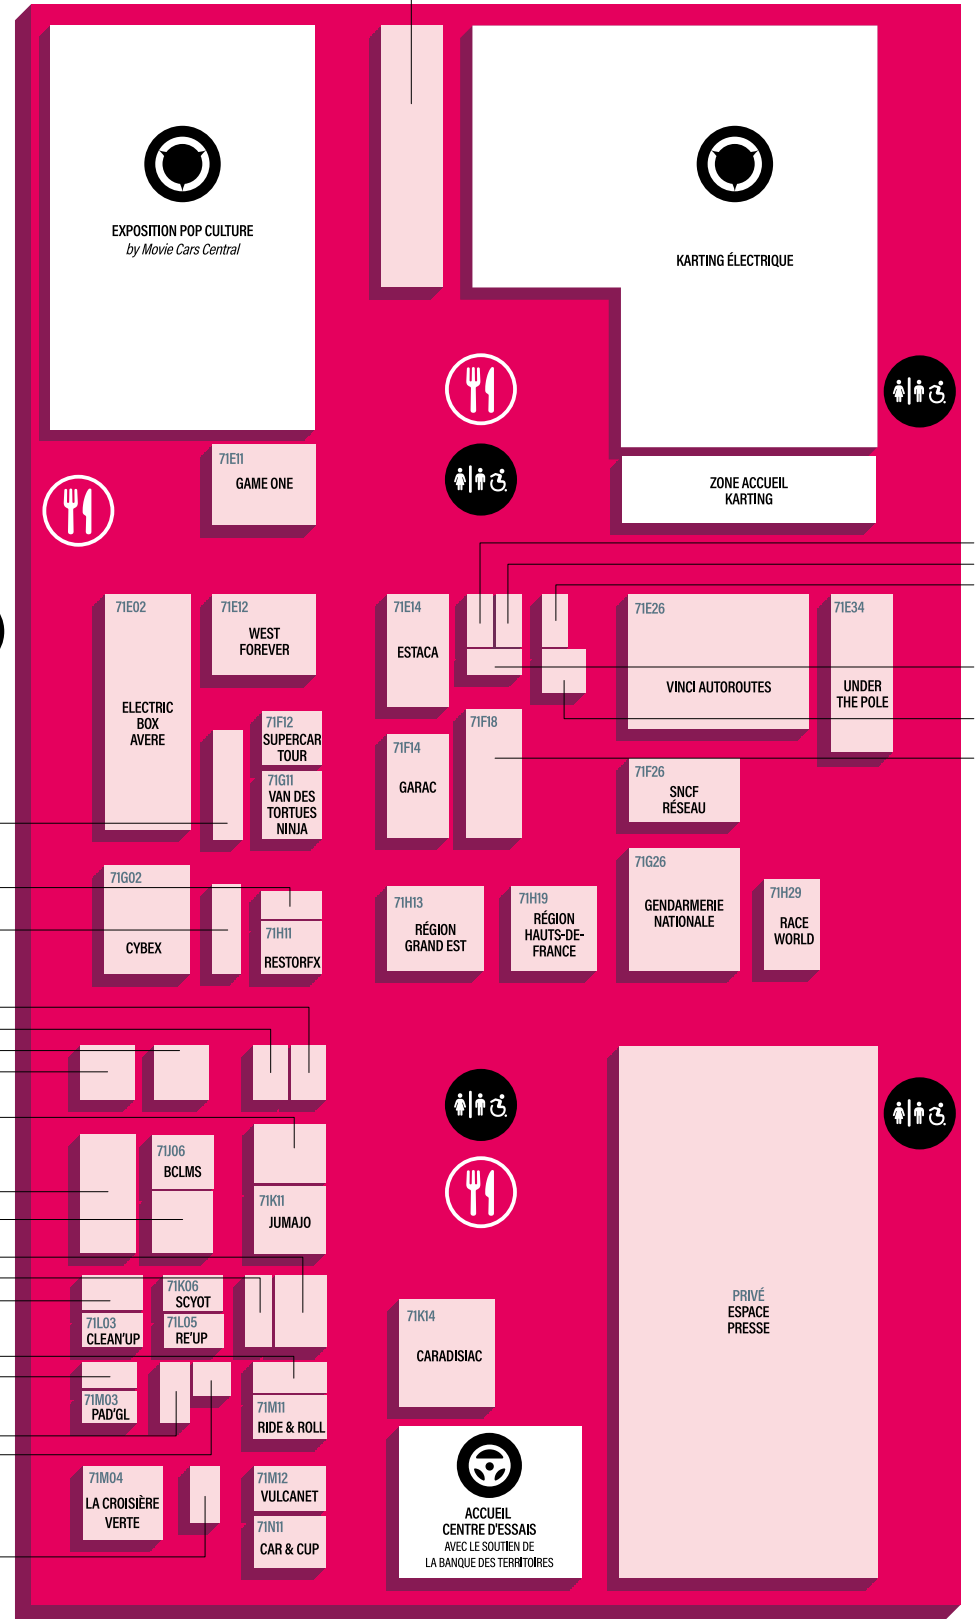 EXPOSITION POP CULTURE
by Movie Cars Central
KARTING ÉLECTRIQUE
71E11
GAME ONE
ZONE ACCUEIL
KARTING
71E02
ELECTRIC
BOX
AVERE
71E12
WEST
FOREVER
71E14
ESTACA
71E26
VINCI AUTOROUTES
71E34
UNDER
THE POLE
71F12
SUPERCAR
TOUR
71G11
VAN DES
TORTUES
NINJA
71F14
GARAC
71F18
71F26
SNCF
RÉSEAU
71G02
CYBEX
71H11
RESTORFX
71H13
RÉGION
GRAND EST
71H19
RÉGION
HAUTS-DE-
FRANCE
71G26
GENDARMERIE
NATIONALE
71H29
RACE
WORLD
71J06
BCLMS
71K11
JUMAJO
71K06
SCYOT
71L03
CLEAN'UP
71L05
RE'UP
71K14
CARADISIAC
PRIVÉ
ESPACE
PRESSE
71M03
PAD'GL
71M11
RIDE & ROLL
71M04
LA CROISIÈRE
VERTE
71M12
VULCANET
71N11
CAR & CUP
ACCUEIL
CENTRE D'ESSAIS
AVEC LE SOUTIEN DE
LA BANQUE DES TERRITOIRES